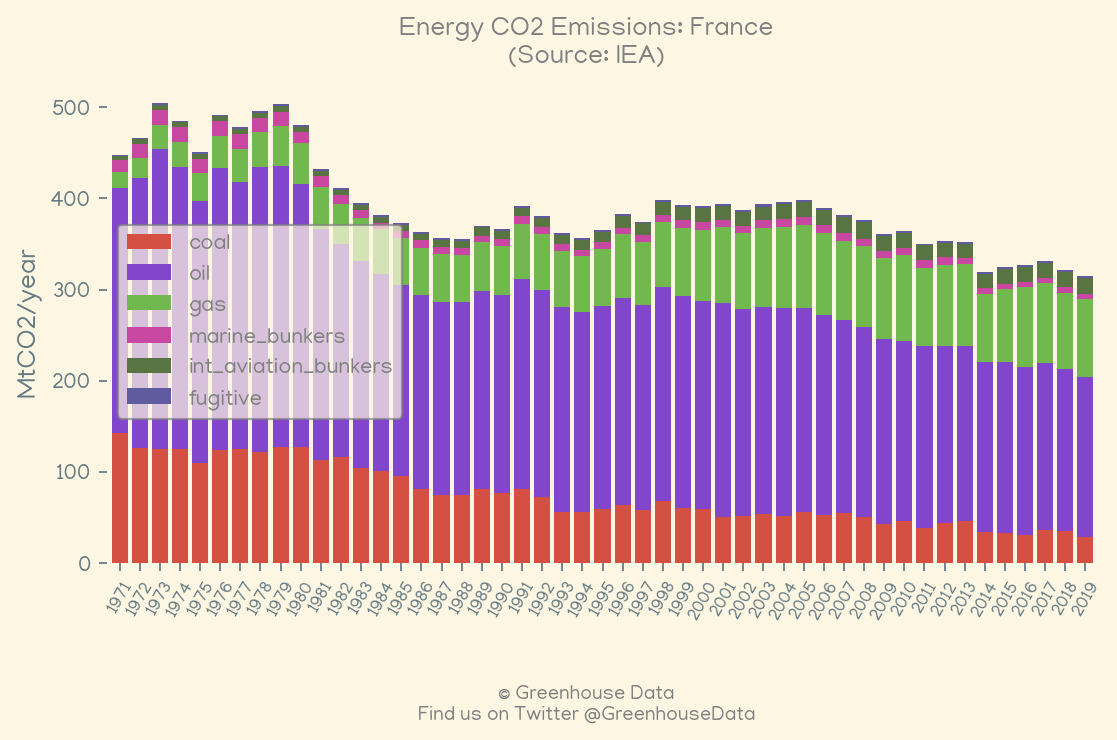 Energy CO2 Emissions: France
(Source: IEA)
MtCO2/year
500
400
300
200
100
0
coal
oil
gas
marine_bunkers
int_aviation_bunkers
fugitive
1971 1972 1973 1974 1975 1976 1977 1978 1979 1980 1981 1982 1983 1984 1985 1986 1987 1988 1989 1990 1991 1992 1993 1994 1995 1996 1997 1998 1999 2000 2001 2002 2003 2004 2005 2006 2007 2008 2009 2010 2011 2012 2013 2014 2015 2016 2017 2018 2019
© Greenhouse Data
Find us on Twitter @GreenhouseData